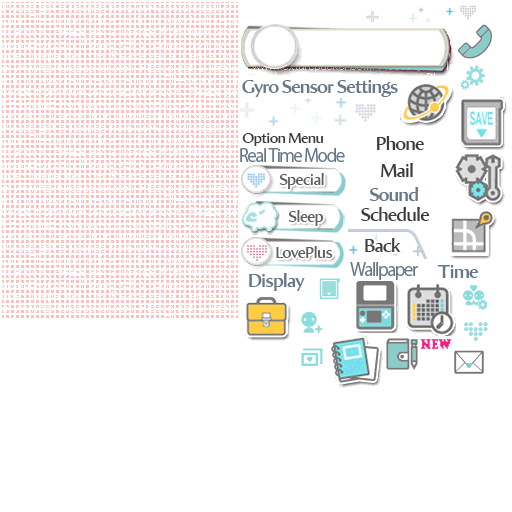 Gyro Sensor Settings
SAVE
Option Menu
Phone
Real Time Mode
Mail
Special
Sound
Sleep
Schedule
LovePlus
Back
Wallpaper
Time
Display
NEW